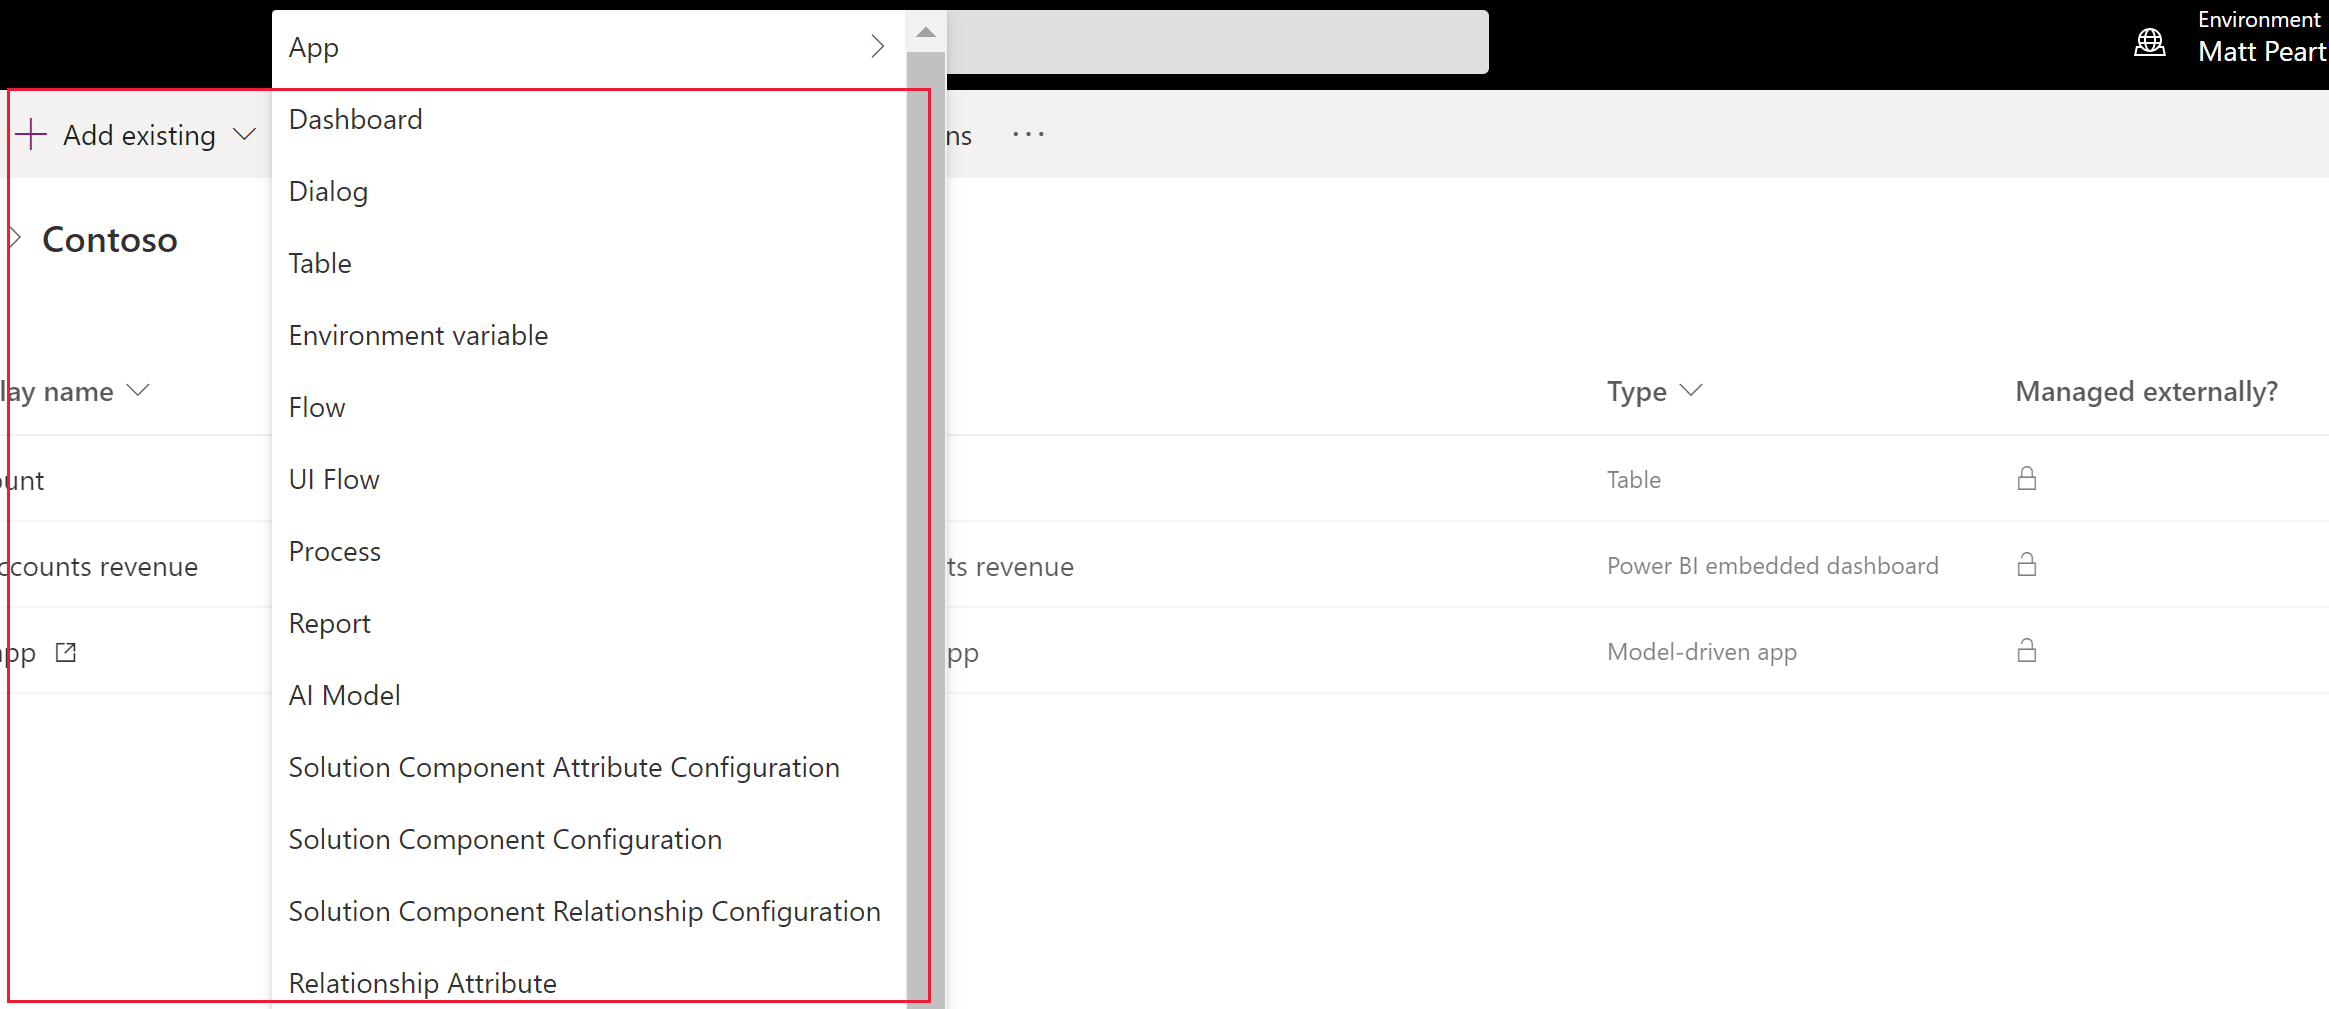 Environment
Matt Peart
App
Dashboard
Dialog
Table
Environment variable
Flow
UI Flow
Process
Report
AI Model
Solution Component Attribute Configuration
Solution Component Configuration
Solution Component Relationship Configuration
Relationship Attribute
Add existing
ns ...
Contoso
lay name Type Managed externally?
ount Table
ccounts revenue ts revenue Power BI embedded dashboard
app pp Model-driven app